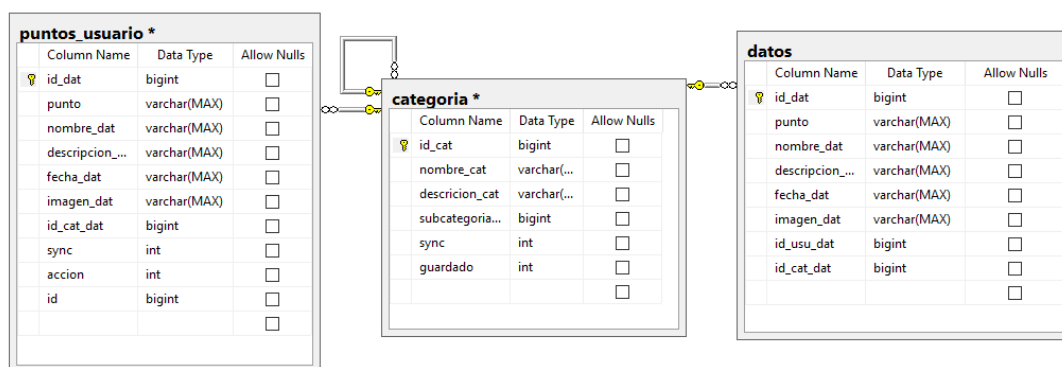 puntos_usuario *
Column Name Data Type Allow Nulls
id_dat bigint
punto varchar(MAX)
nombre_dat varchar(MAX)
descripcion_... varchar(MAX)
fecha_dat varchar(MAX)
imagen_dat varchar(MAX)
id_cat_dat bigint
sync int
accion int
id bigint
categoria *
Column Name Data Type Allow Nulls
id_cat bigint
nombre_cat varchar(...
descricion_cat varchar(...
subcategoria... bigint
sync int
guardado int
datos
Column Name Data Type Allow Nulls
id_dat bigint
punto varchar(MAX)
nombre_dat varchar(MAX)
descripcion_... varchar(MAX)
fecha_dat varchar(MAX)
imagen_dat varchar(MAX)
id_usu_dat bigint
id_cat_dat bigint